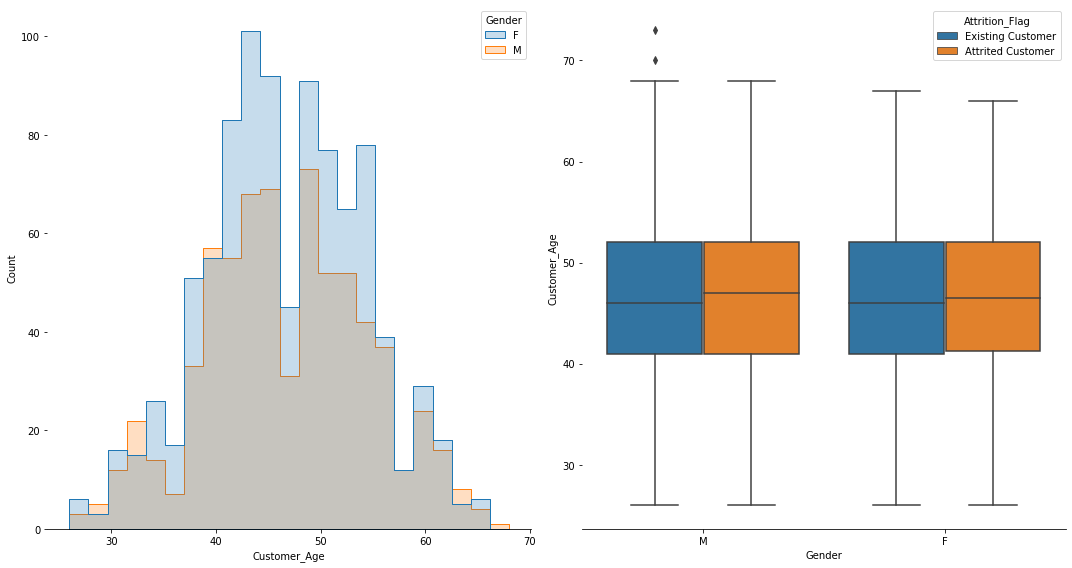 Gender
F
M
Count
100
80
60
40
20
0
30
40
50
60
70
Customer_Age
Attrition_Flag
Existing Customer
Attrited Customer
Customer_Age
70
60
50
40
30
M
F
Gender